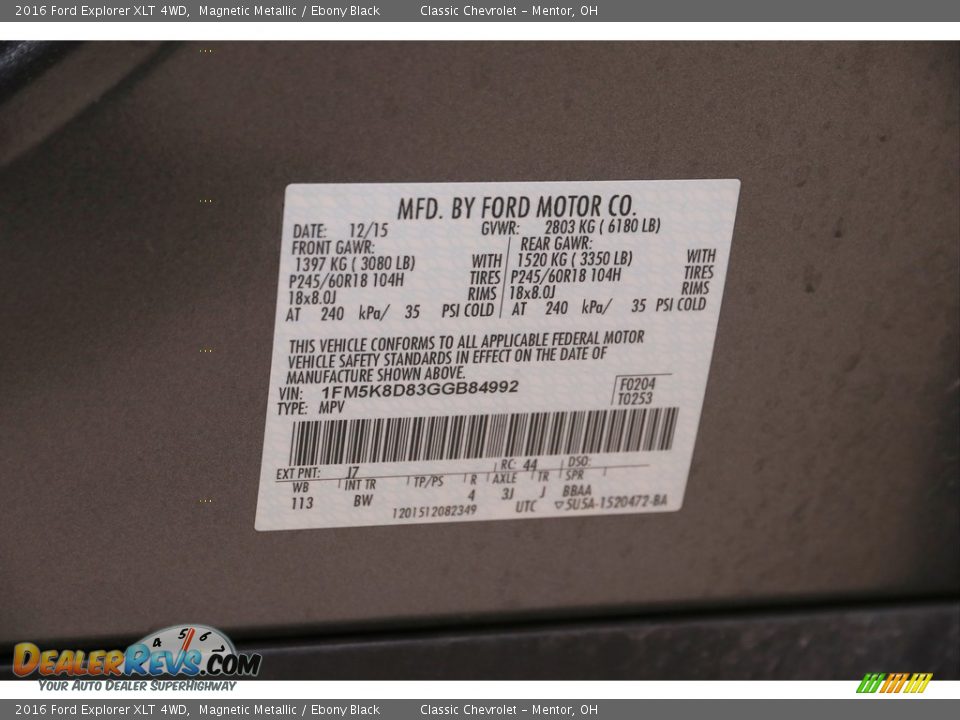 2016 Ford Explorer XLT 4WD, Magnetic Metallic / Ebony Black Classic Chevrolet – Mentor, OH
MFD. BY FORD MOTOR CO.
DATE: 12/15 GVWR: 2803 KG ( 6180 LB)
FRONT GAWR: REAR GAWR:
1397 KG ( 3080 LB) WITH 1520 KG ( 3350 LB) WITH
P245/60R18 104H TIRES P245/60R18 104H TIRES
18x8.0J RIMS 18x8.0J RIMS
AT 240 kPa/ 35 PSI COLD AT 240 kPa/ 35 PSI COLD
THIS VEHICLE CONFORMS TO ALL APPLICABLE FEDERAL MOTOR
VEHICLE SAFETY STANDARDS IN EFFECT ON THE DATE OF
MANUFACTURE SHOWN ABOVE.
VIN: 1FM5K8D83GGB84992 F0204
TYPE: MPV T0253
EXT PNT: J7 RC: 44 DSO:
WB INT TR TP/PS R AXLE TR SPR
113 BW 4 3J J BBAA
1201512082349 UTC ▽SU5A-1520472-BA
4 5 6
DEALERREVS.COM
YOUR AUTO DEALER SUPERHIGHWAY
2016 Ford Explorer XLT 4WD, Magnetic Metallic / Ebony Black Classic Chevrolet – Mentor, OH